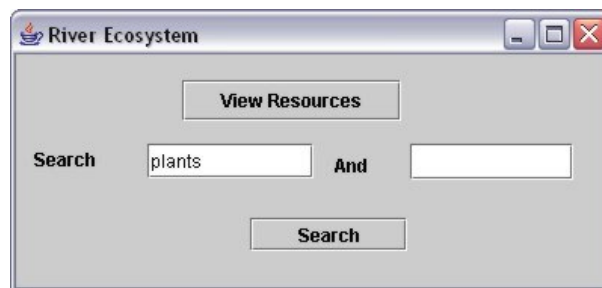 River Ecosystem
View Resources
Search plants And
Search